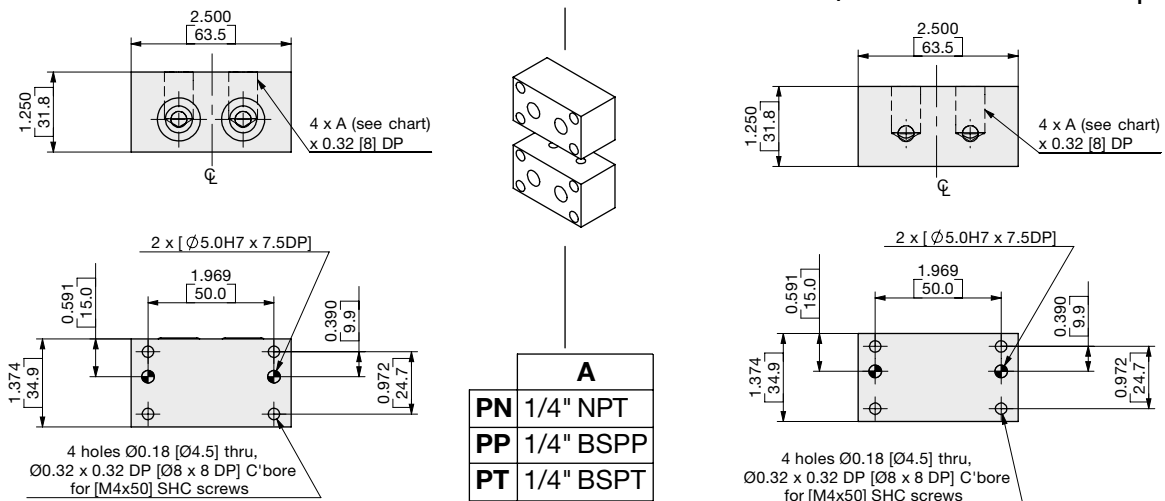 2.500
63.5
1.250
31.8
4 x A (see chart)
x 0.32 [8] DP
℄
2 x [ ∅5.0H7 x 7.5DP]
1.969
50.0
0.591
15.0
0.390
9.9
1.374
34.9
0.972
24.7
4 holes Ø0.18 [Ø4.5] thru,
Ø0.32 x 0.32 DP [Ø8 x 8 DP] C'bore
for [M4x50] SHC screws
A
PN 1/4" NPT
PP 1/4" BSPP
PT 1/4" BSPT
2.500
63.5
1.250
31.8
4 x A (see chart)
x 0.32 [8] DP
℄
2 x [ ∅5.0H7 x 7.5DP]
1.969
50.0
0.591
15.0
0.390
9.9
1.374
34.9
0.972
24.7
4 holes Ø0.18 [Ø4.5] thru,
Ø0.32 x 0.32 DP [Ø8 x 8 DP] C'bore
for [M4x50] SHC screws